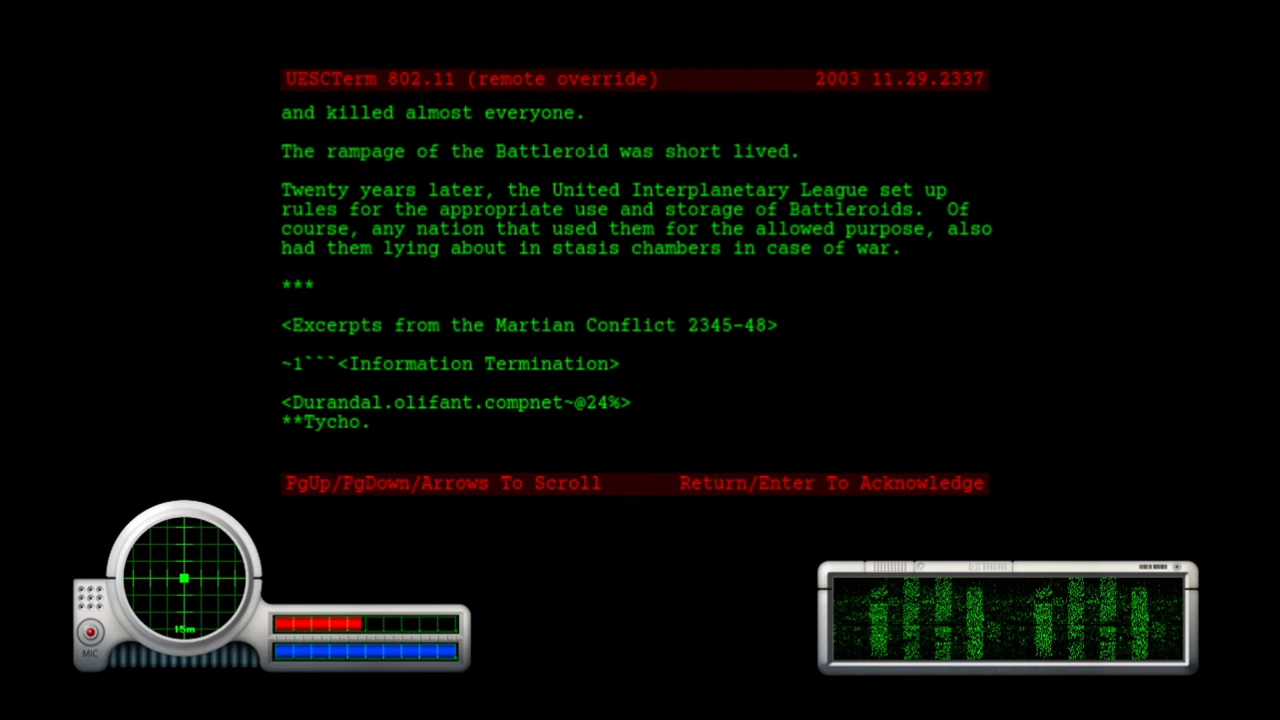 UESCTerm 802.11 (remote override) 2003 11.29.2337
and killed almost everyone.
The rampage of the Battleroid was short lived.
Twenty years later, the United Interplanetary League set up
rules for the appropriate use and storage of Battleroids.  Of
course, any nation that used them for the allowed purpose, also
had them lying about in stasis chambers in case of war.
***
<Excerpts from the Martian Conflict 2345-48>
~1```<Information Termination>
<Durandal.olifant.compnet~@24%>
**Tycho.
PgUp/PgDown/Arrows To Scroll Return/Enter To Acknowledge
15m
MIC